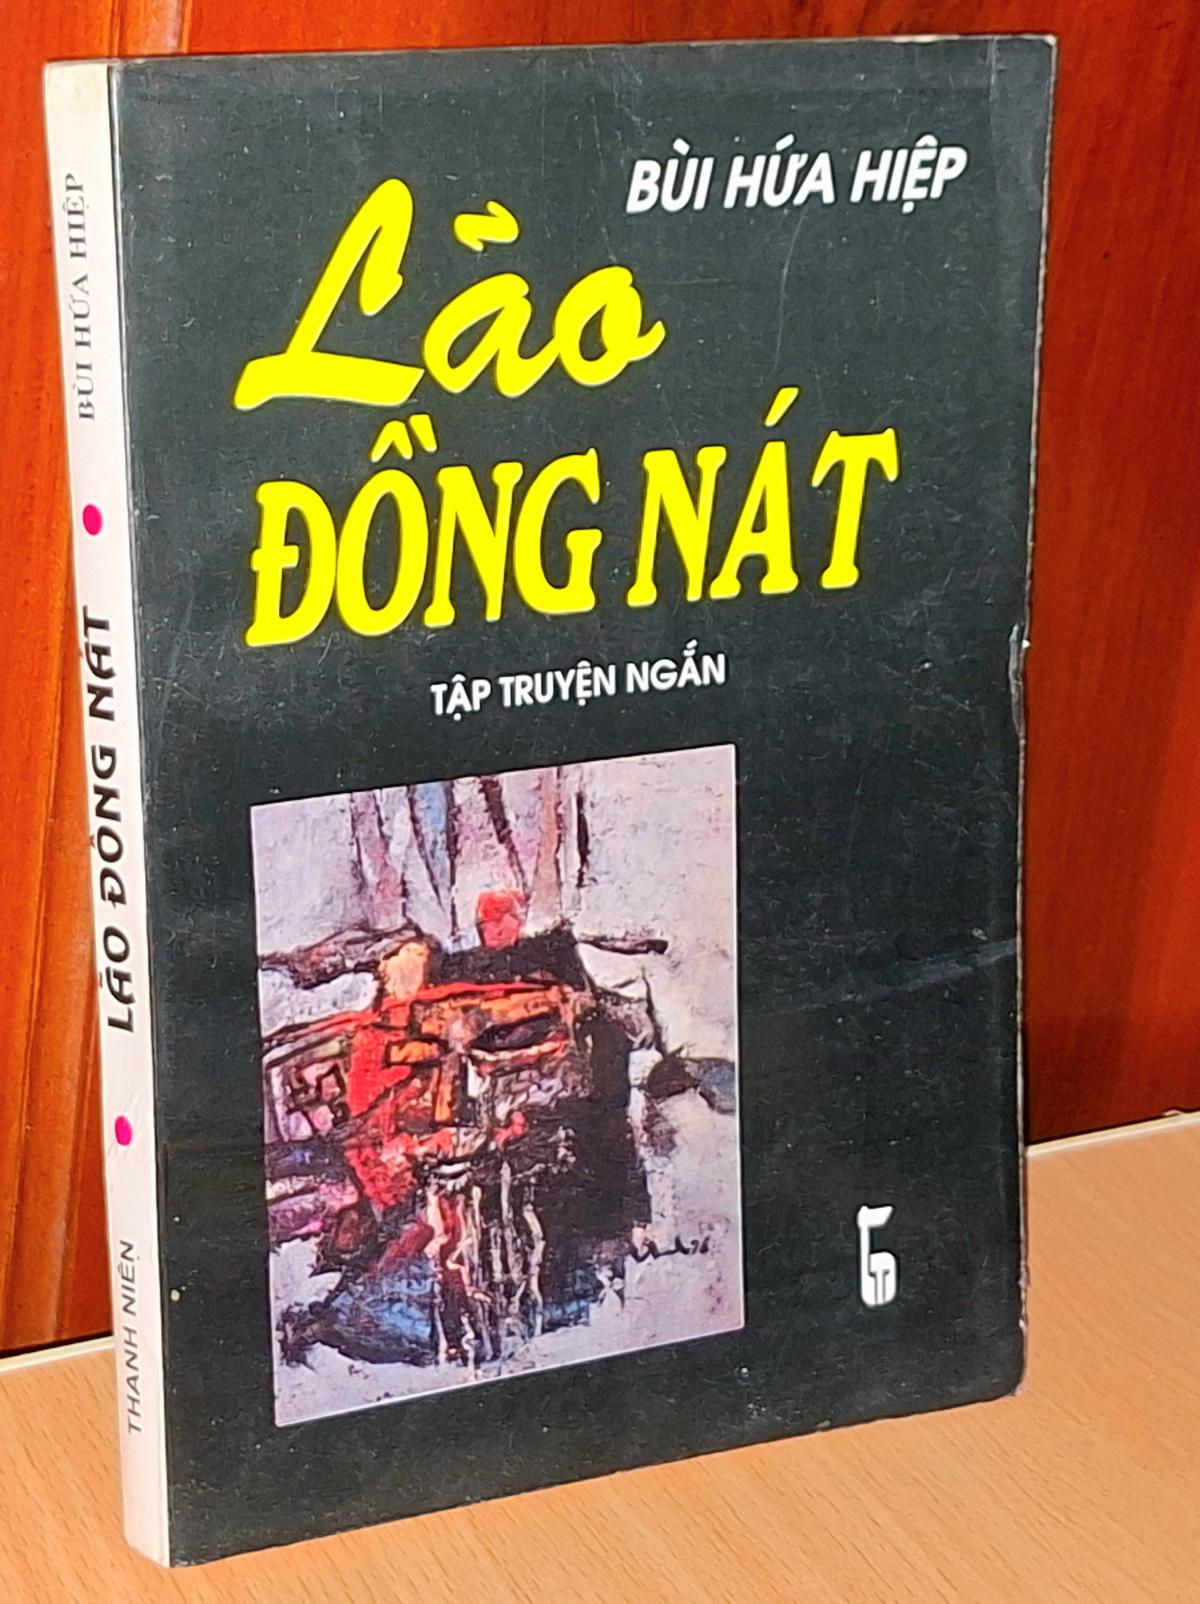 BÙI HỨA HIỆP
Lão
ĐỒNG NÁT
TẬP TRUYỆN NGẮN
BÙI HỨA HIỆP
LÃO ĐỒNG NÁT
THANH NIÊN